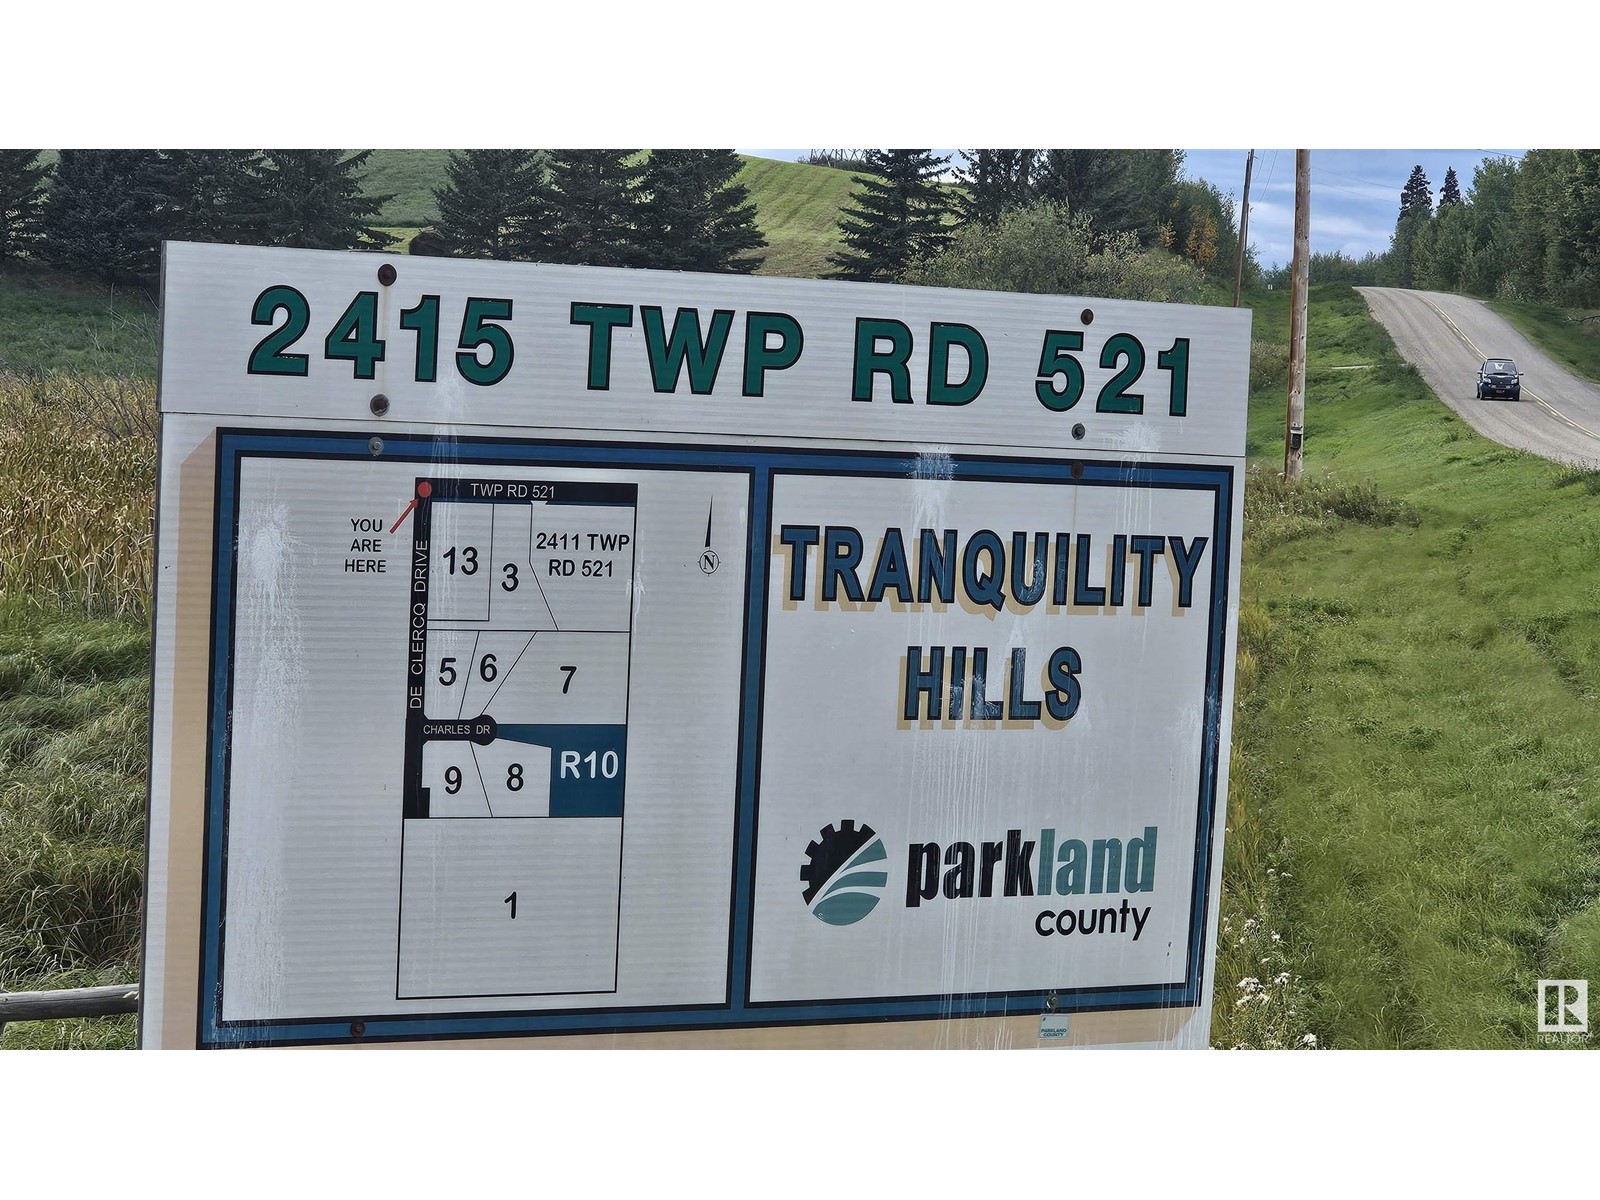 2415 TWP RD 521
TWP RD 521
YOU
ARE
HERE
DE CLERCQ DRIVE
13
3
2411 TWP
RD 521
N
5
6
7
CHARLES DR
9
8
R10
1
TRANQUILITY
HILLS
parkland
county
PARKLAND
COUNTY
R
REALTOR